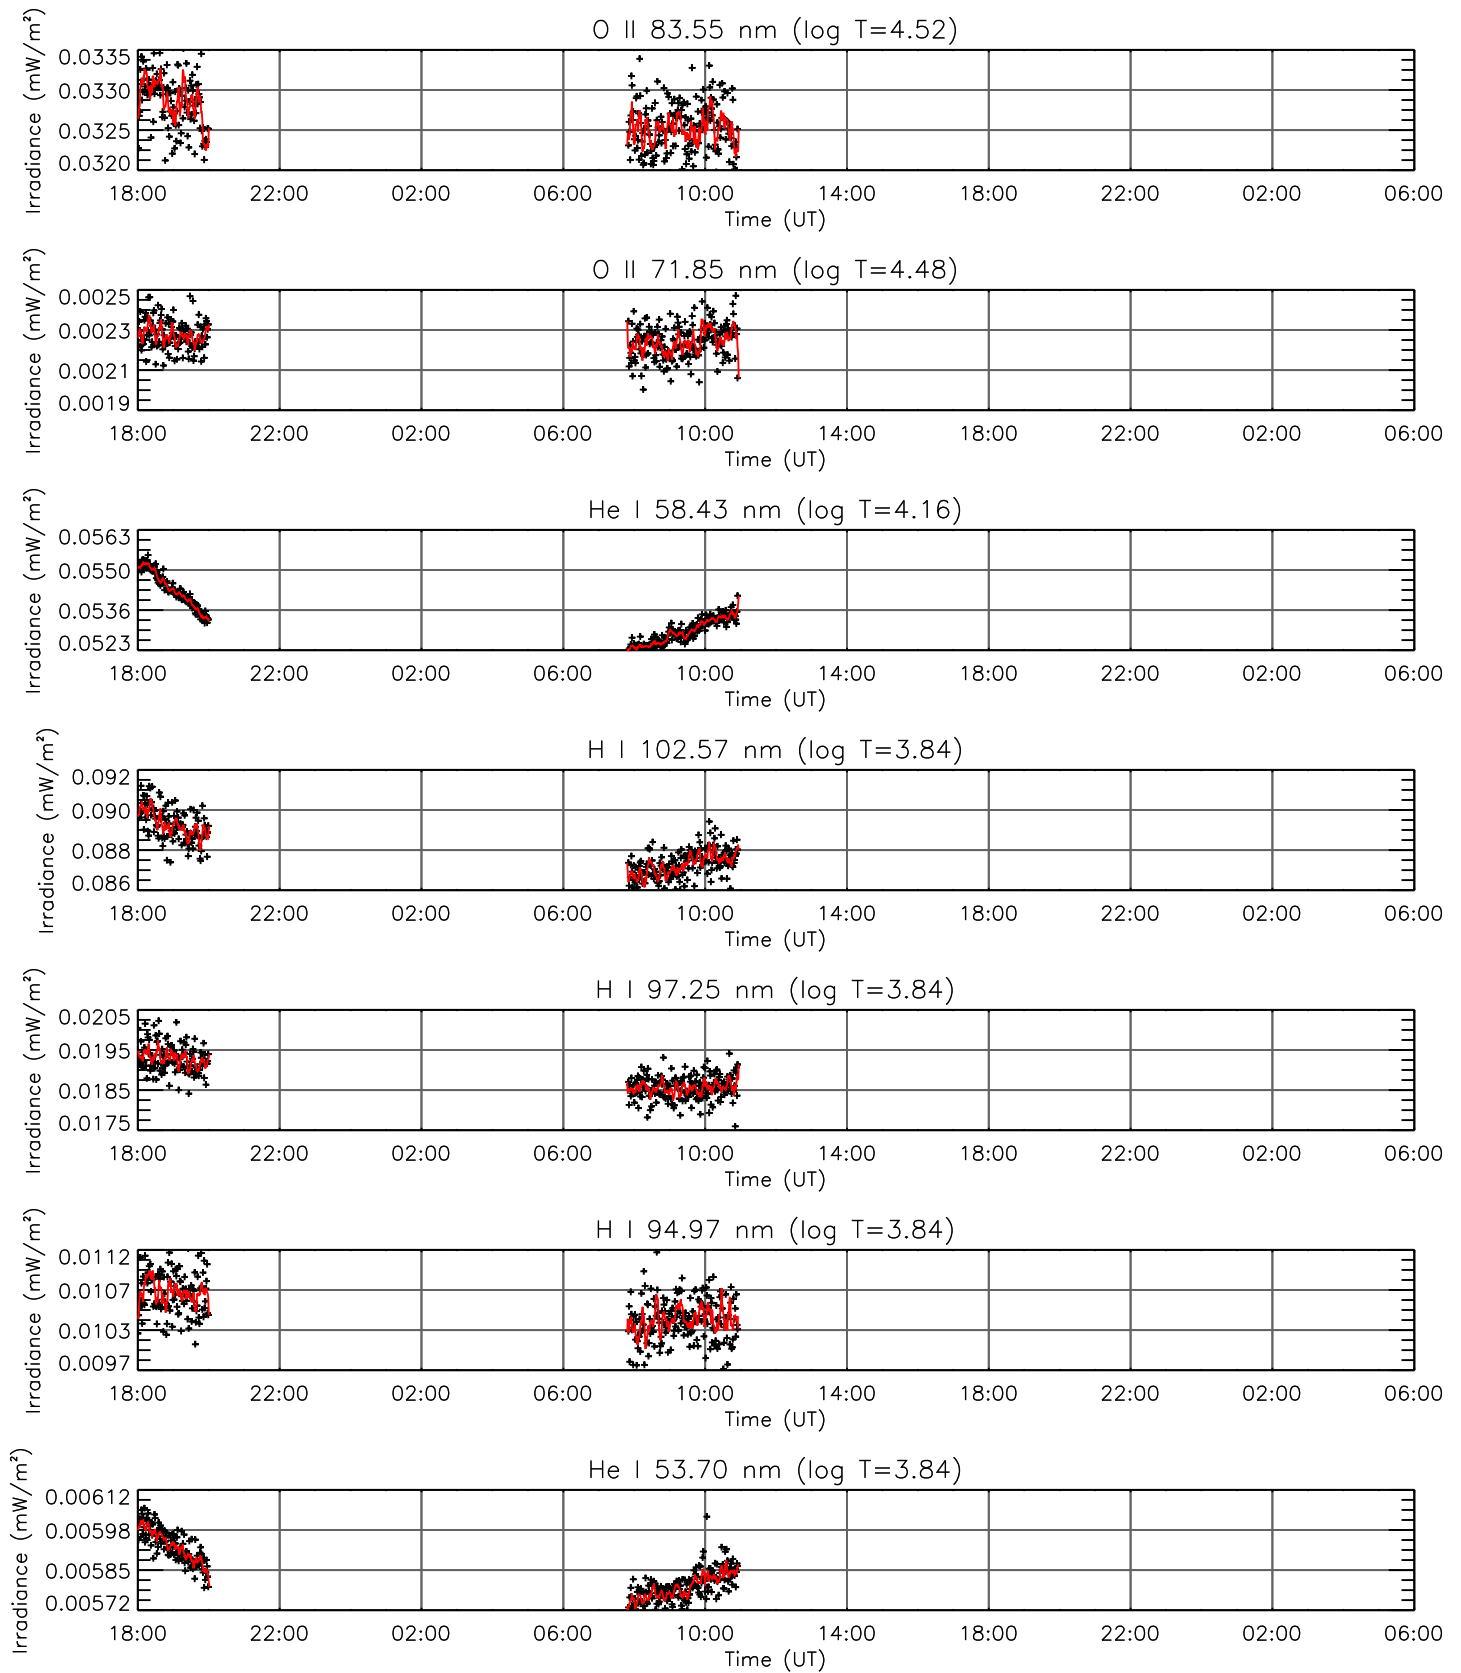 O II 83.55 nm (log T=4.52)
Irradiance (mW/m²)
0.0335
0.0330
0.0325
0.0320
18:00 22:00 02:00 06:00 10:00 14:00 18:00 22:00 02:00 06:00
Time (UT)
O II 71.85 nm (log T=4.48)
Irradiance (mW/m²)
0.0025
0.0023
0.0021
0.0019
18:00 22:00 02:00 06:00 10:00 14:00 18:00 22:00 02:00 06:00
Time (UT)
He I 58.43 nm (log T=4.16)
Irradiance (mW/m²)
0.0563
0.0550
0.0536
0.0523
18:00 22:00 02:00 06:00 10:00 14:00 18:00 22:00 02:00 06:00
Time (UT)
H I 102.57 nm (log T=3.84)
Irradiance (mW/m²)
0.092
0.090
0.088
0.086
18:00 22:00 02:00 06:00 10:00 14:00 18:00 22:00 02:00 06:00
Time (UT)
H I 97.25 nm (log T=3.84)
Irradiance (mW/m²)
0.0205
0.0195
0.0185
0.0175
18:00 22:00 02:00 06:00 10:00 14:00 18:00 22:00 02:00 06:00
Time (UT)
H I 94.97 nm (log T=3.84)
Irradiance (mW/m²)
0.0112
0.0107
0.0103
0.0097
18:00 22:00 02:00 06:00 10:00 14:00 18:00 22:00 02:00 06:00
Time (UT)
He I 53.70 nm (log T=3.84)
Irradiance (mW/m²)
0.00612
0.00598
0.00585
0.00572
18:00 22:00 02:00 06:00 10:00 14:00 18:00 22:00 02:00 06:00
Time (UT)